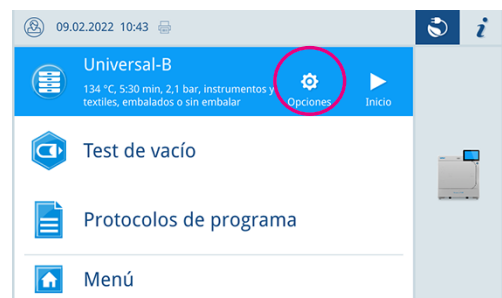 09.02.2022 10:43
i
Universal-B
134 °C, 5:30 min, 2,1 bar, instrumentos y
textiles, embalados o sin embalar
Opciones
Inicio
Test de vacío
Protocolos de programa
Menú